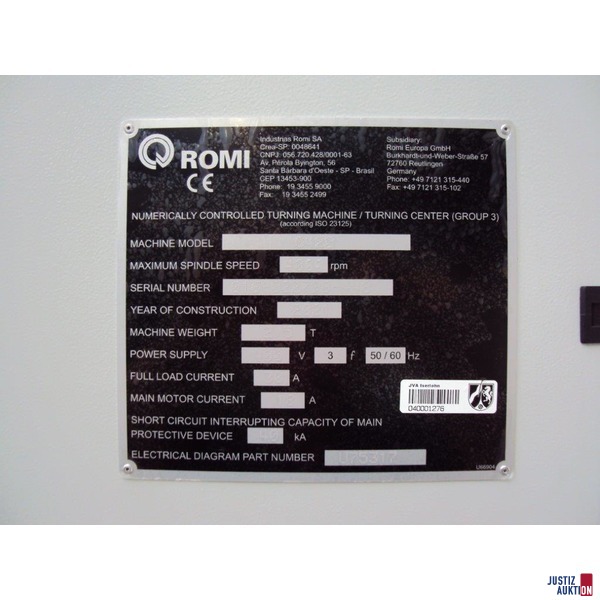 ROMI
CE
Indústrias Romi SA
Crea-SP: 0048641
CNPJ: 056.720.428/0001-63
Av, Pérola Byington, 56
Santa Bárbara d'Oeste - SP - Brasil
CEP 13453-900
Phone: 19.3455.9000
Fax: 19 3455 2499
Subsidiary:
Romi Europa GmbH
Burkhardt-und-Weber-Straße 57
72760 Reutlingen
Germany
Phone: +49 7121 315-440
Fax: +49 7121 315-102
NUMERICALLY CONTROLLED TURNING MACHINE / TURNING CENTER (GROUP 3)
(according ISO 23125)
MACHINE MODEL
MAXIMUM SPINDLE SPEED rpm
SERIAL NUMBER
YEAR OF CONSTRUCTION
MACHINE WEIGHT T
POWER SUPPLY V 3 f 50 / 60 Hz
FULL LOAD CURRENT A
MAIN MOTOR CURRENT A
JVA Iserlohn
040001276
SHORT CIRCUIT INTERRUPTING CAPACITY OF MAIN
PROTECTIVE DEVICE kA
ELECTRICAL DIAGRAM PART NUMBER
JUSTIZ
AUKTION